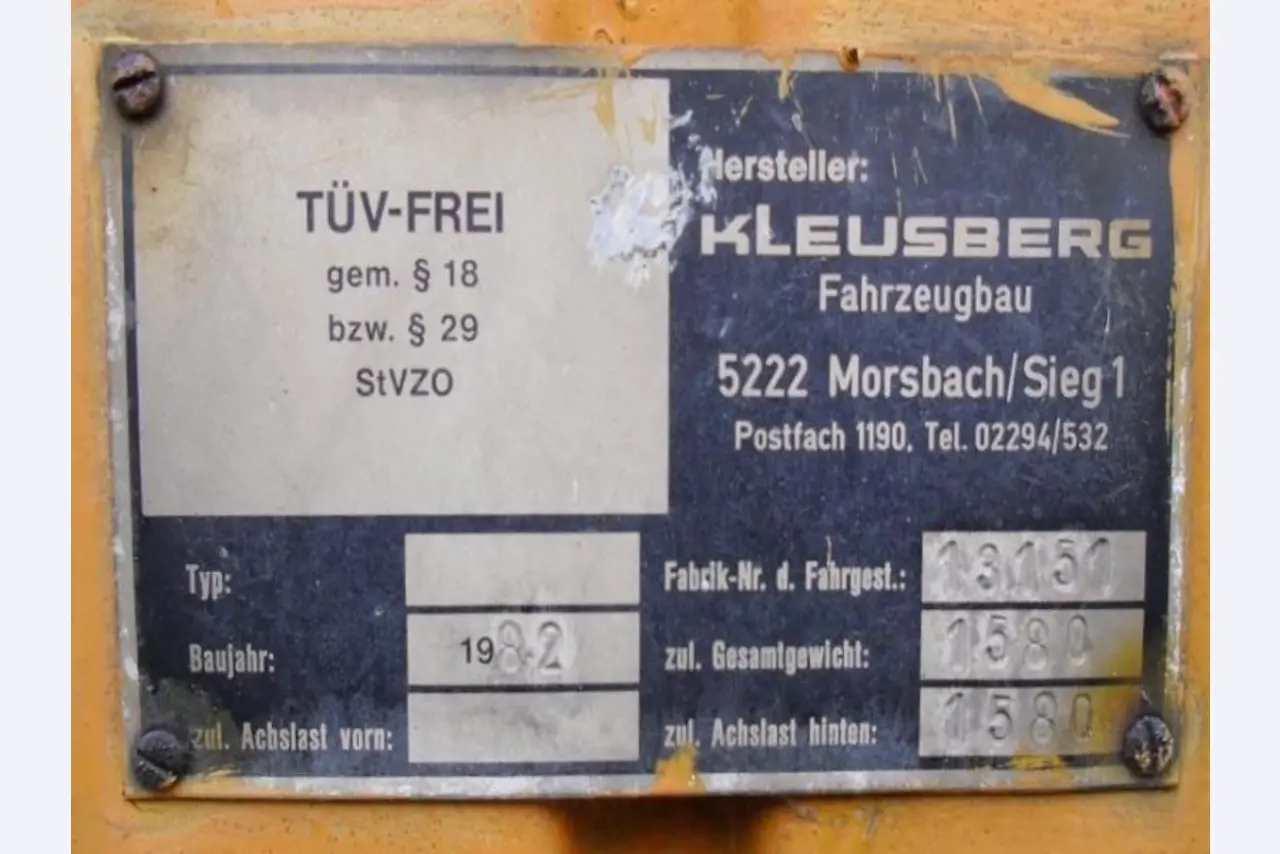 TÜV-FREI
gem. § 18
bzw. § 29
StVZO
Hersteller:
KLEUSBERG
Fahrzeugbau
5222 Morsbach/Sieg 1
Postfach 1190. Tel. 02294/532
Typ:
Baujahr: 1982
zul. Achslast vorn:
Fabrik-Nr. d. Fahrgest.: 13151
zul. Gesamtgewicht: 1580
zul. Achslast hinten: 1580